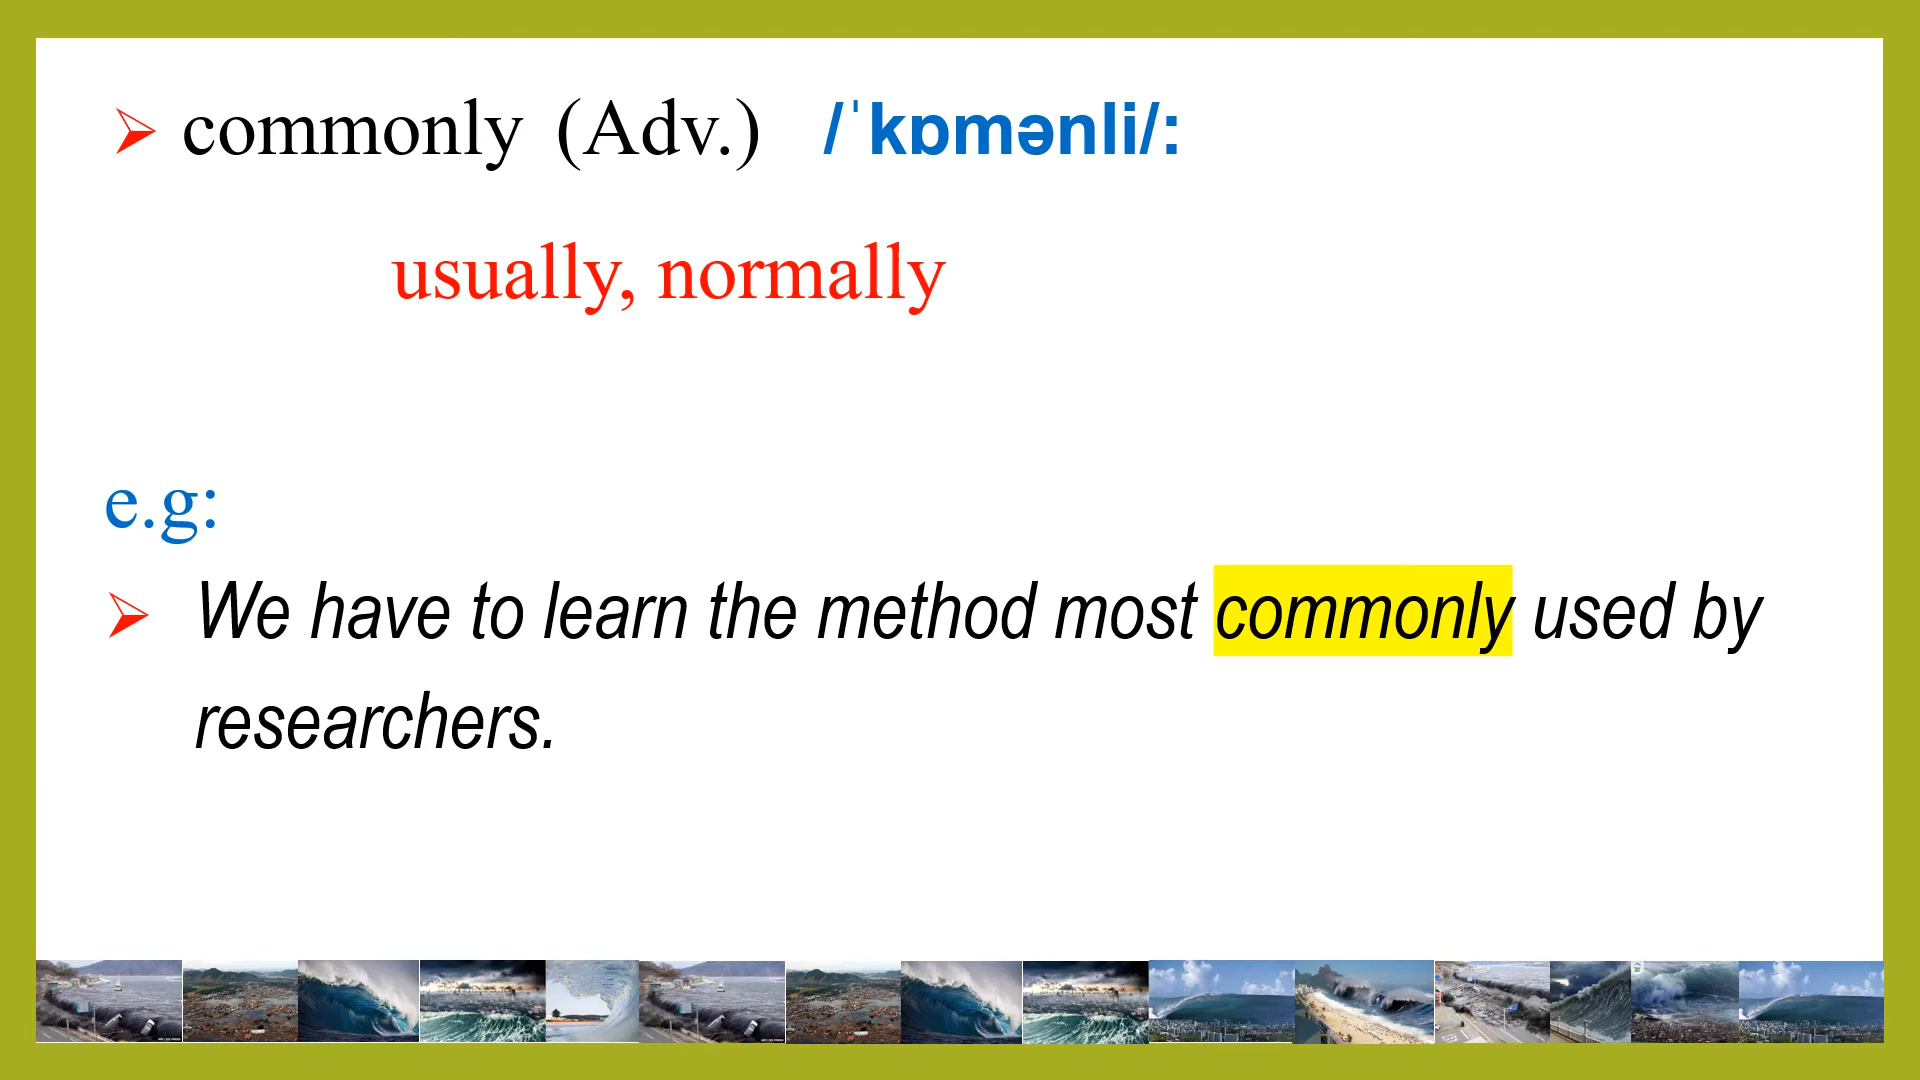 commonly (Adv.) /ˈkɒmənli/:
usually, normally
e.g:
We have to learn the method most commonly used by
researchers.